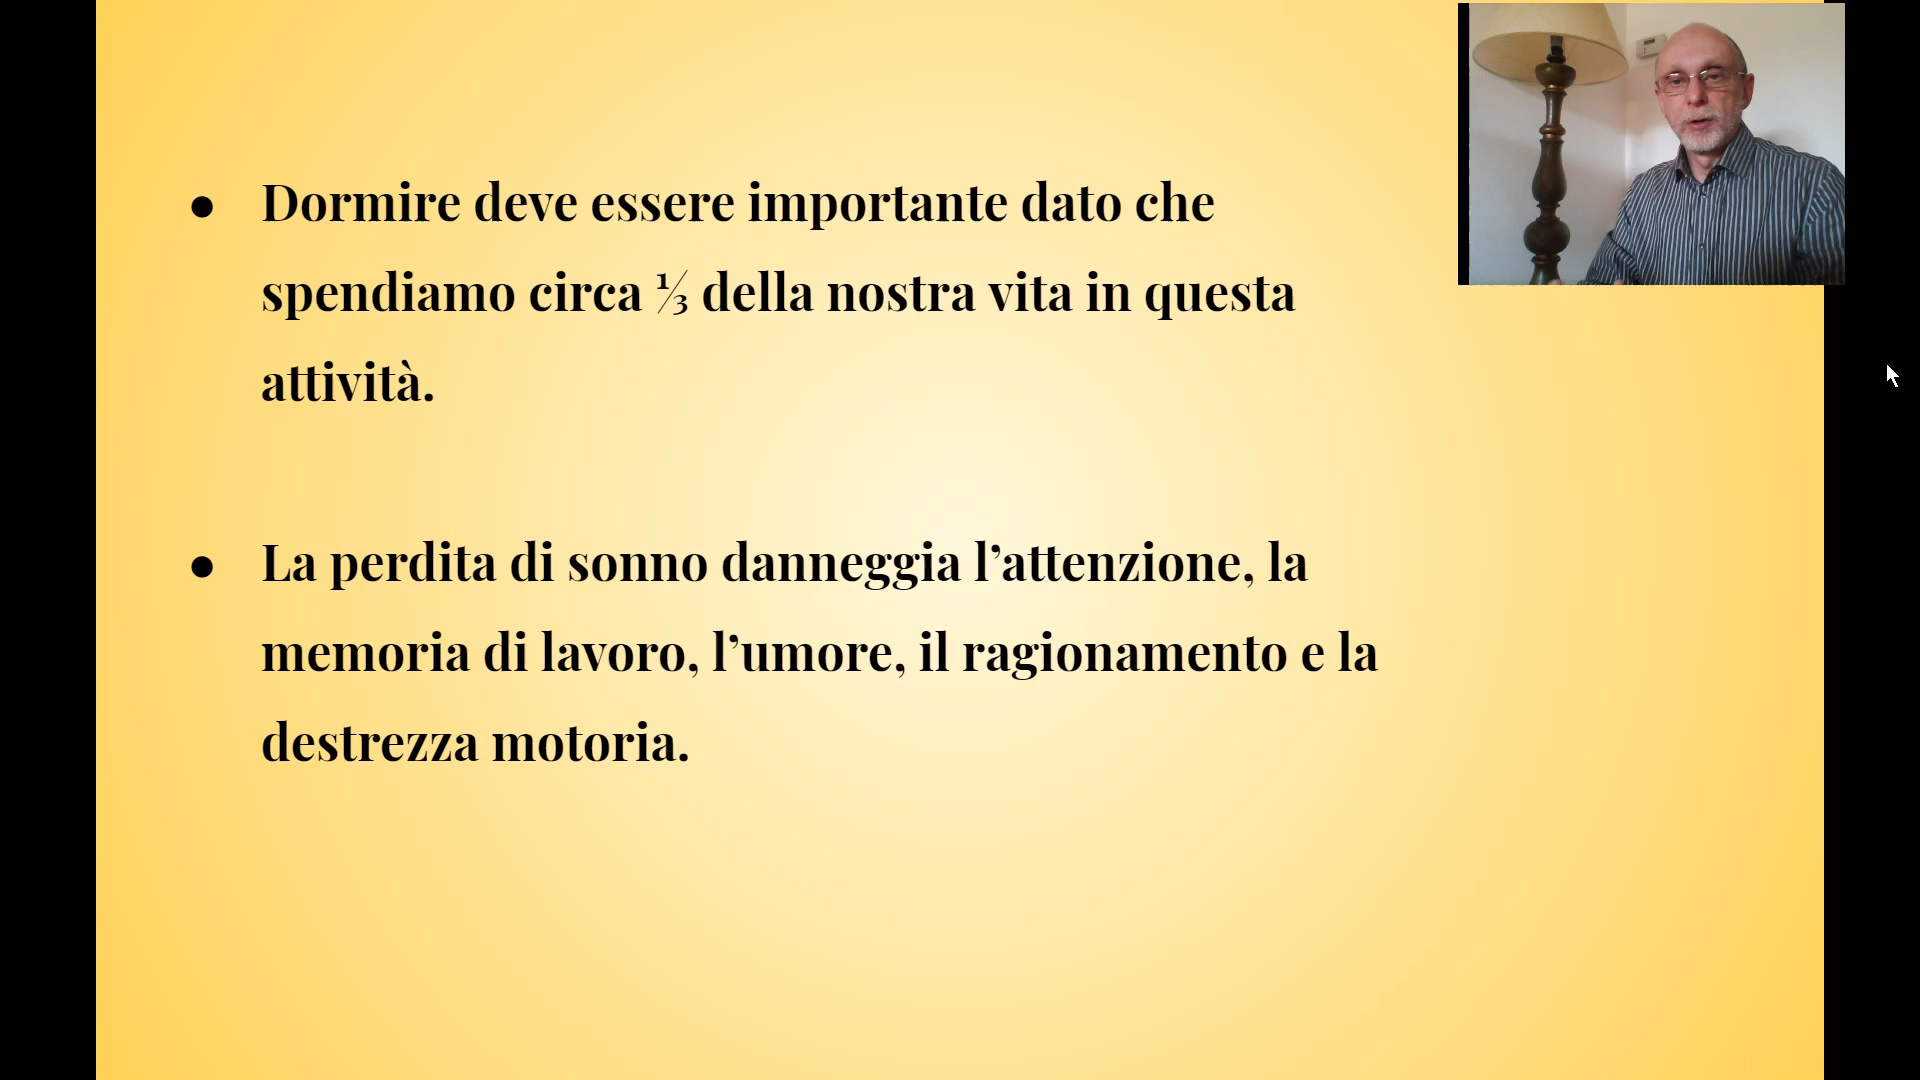 ● Dormire deve essere importante dato che
spendiamo circa ⅓ della nostra vita in questa
attività.
● La perdita di sonno danneggia l’attenzione, la
memoria di lavoro, l’umore, il ragionamento e la
destrezza motoria.